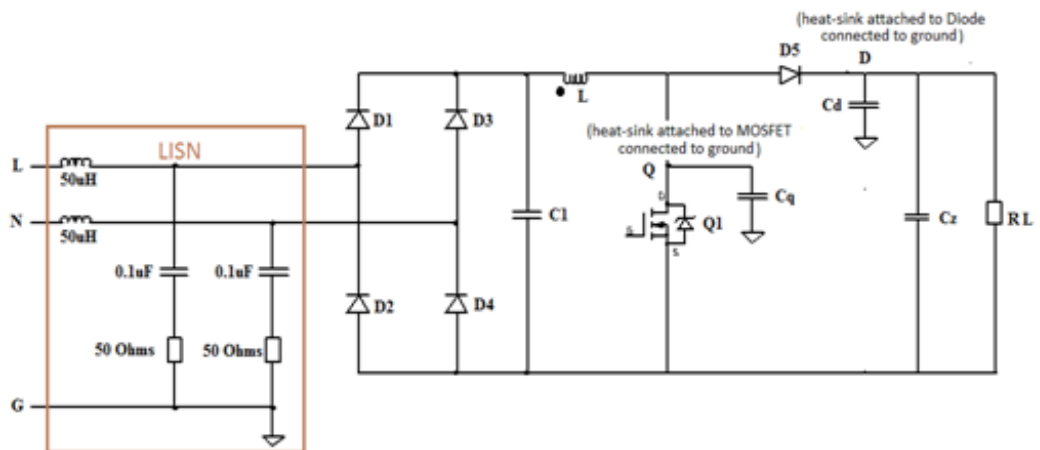 (heat-sink attached to Diode
connected to ground)
D5
D
L
Cd
D1
D3
(heat-sink attached to MOSFET
connected to ground)
LISN
L
50uH
Q
D
Cq
C1
G
Q1
S
Cz
RL
N
50uH
0.1uF
0.1uF
D2
D4
50 Ohms
50 Ohms
G